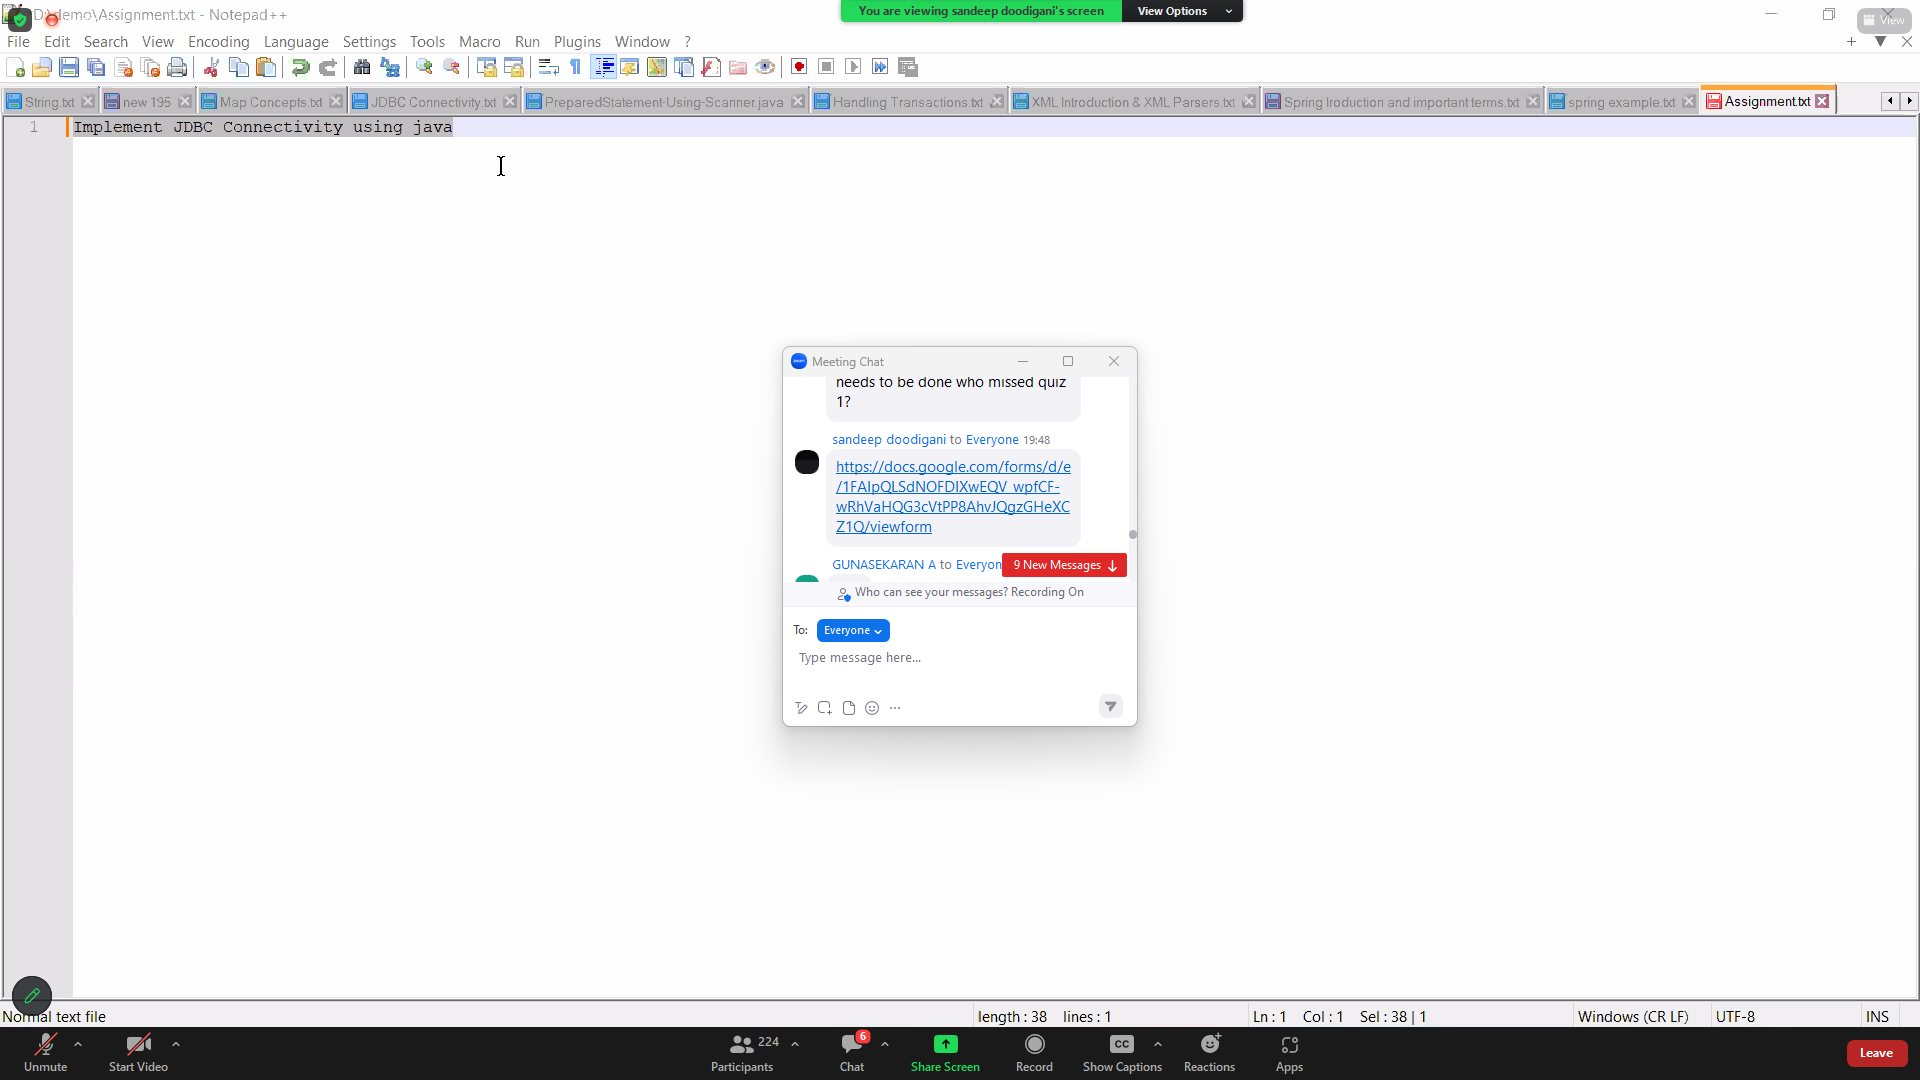 D:\demo\Assignment.txt - Notepad++
You are viewing sandeep doodigani's screen
View Options
View
File Edit Search View Encoding Language Settings Tools Macro Run Plugins Window ?
String.txt new 195 Map Concepts.txt JDBC Connectivity.txt PreparedStatement-Using-Scanner.java Handling Transactions.txt XML Introduction & XML Parsers.txt Spring Iroduction and important terms.txt spring example.txt Assignment.txt
1 Implement JDBC Connectivity using java
Meeting Chat
needs to be done who missed quiz
1?
sandeep doodigani to Everyone 19:48
https://docs.google.com/forms/d/e
/1FAIpQLSdNOFDIXwEQV_wpfCF-
wRhVaHQG3cVtPP8AhvJQgzGHeXC
Z1Q/viewform
GUNASEKARAN A to Everyon
9 New Messages
Who can see your messages? Recording On
To: Everyone
Type message here...
Normal text file length : 38 lines : 1 Ln : 1 Col : 1 Sel : 38 | 1 Windows (CR LF) UTF-8 INS
224
6
CC
Unmute Start Video Participants Chat Share Screen Record Show Captions Reactions Apps Leave